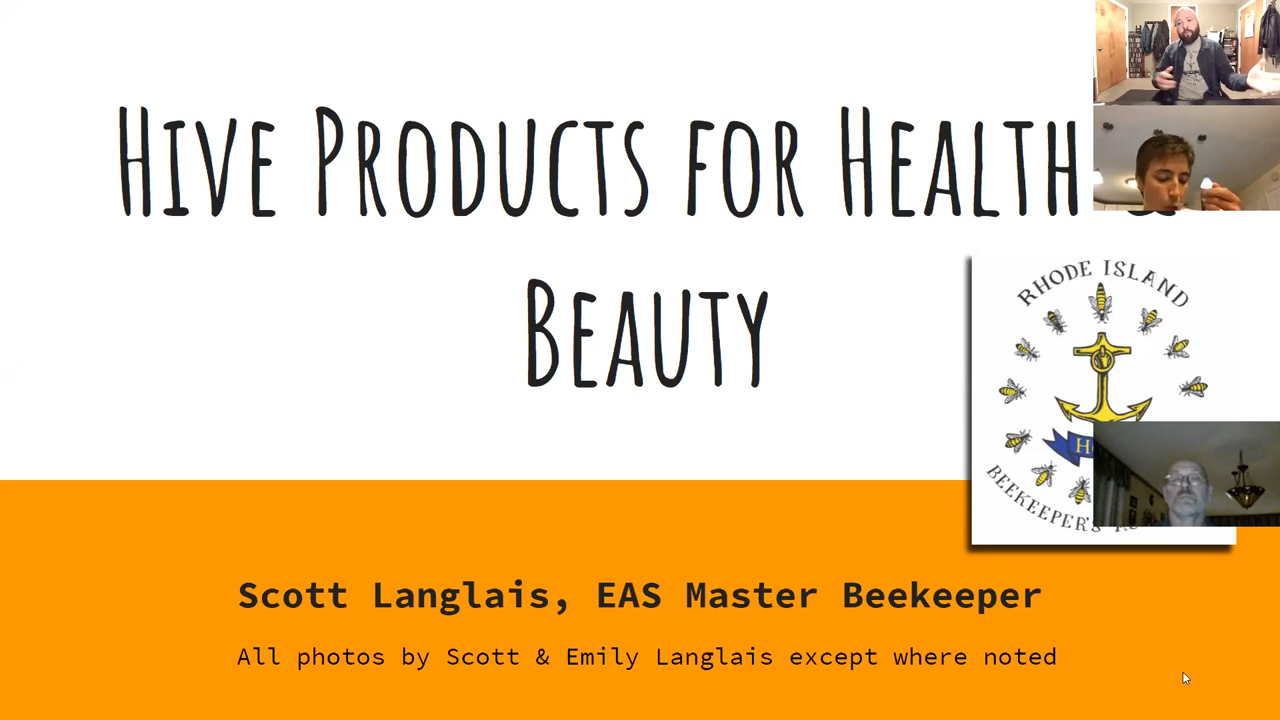 Hive Products for Health &
Beauty
RHODE ISLAND
BEEKEEPER'S
Scott Langlais, EAS Master Beekeeper
All photos by Scott & Emily Langlais except where noted